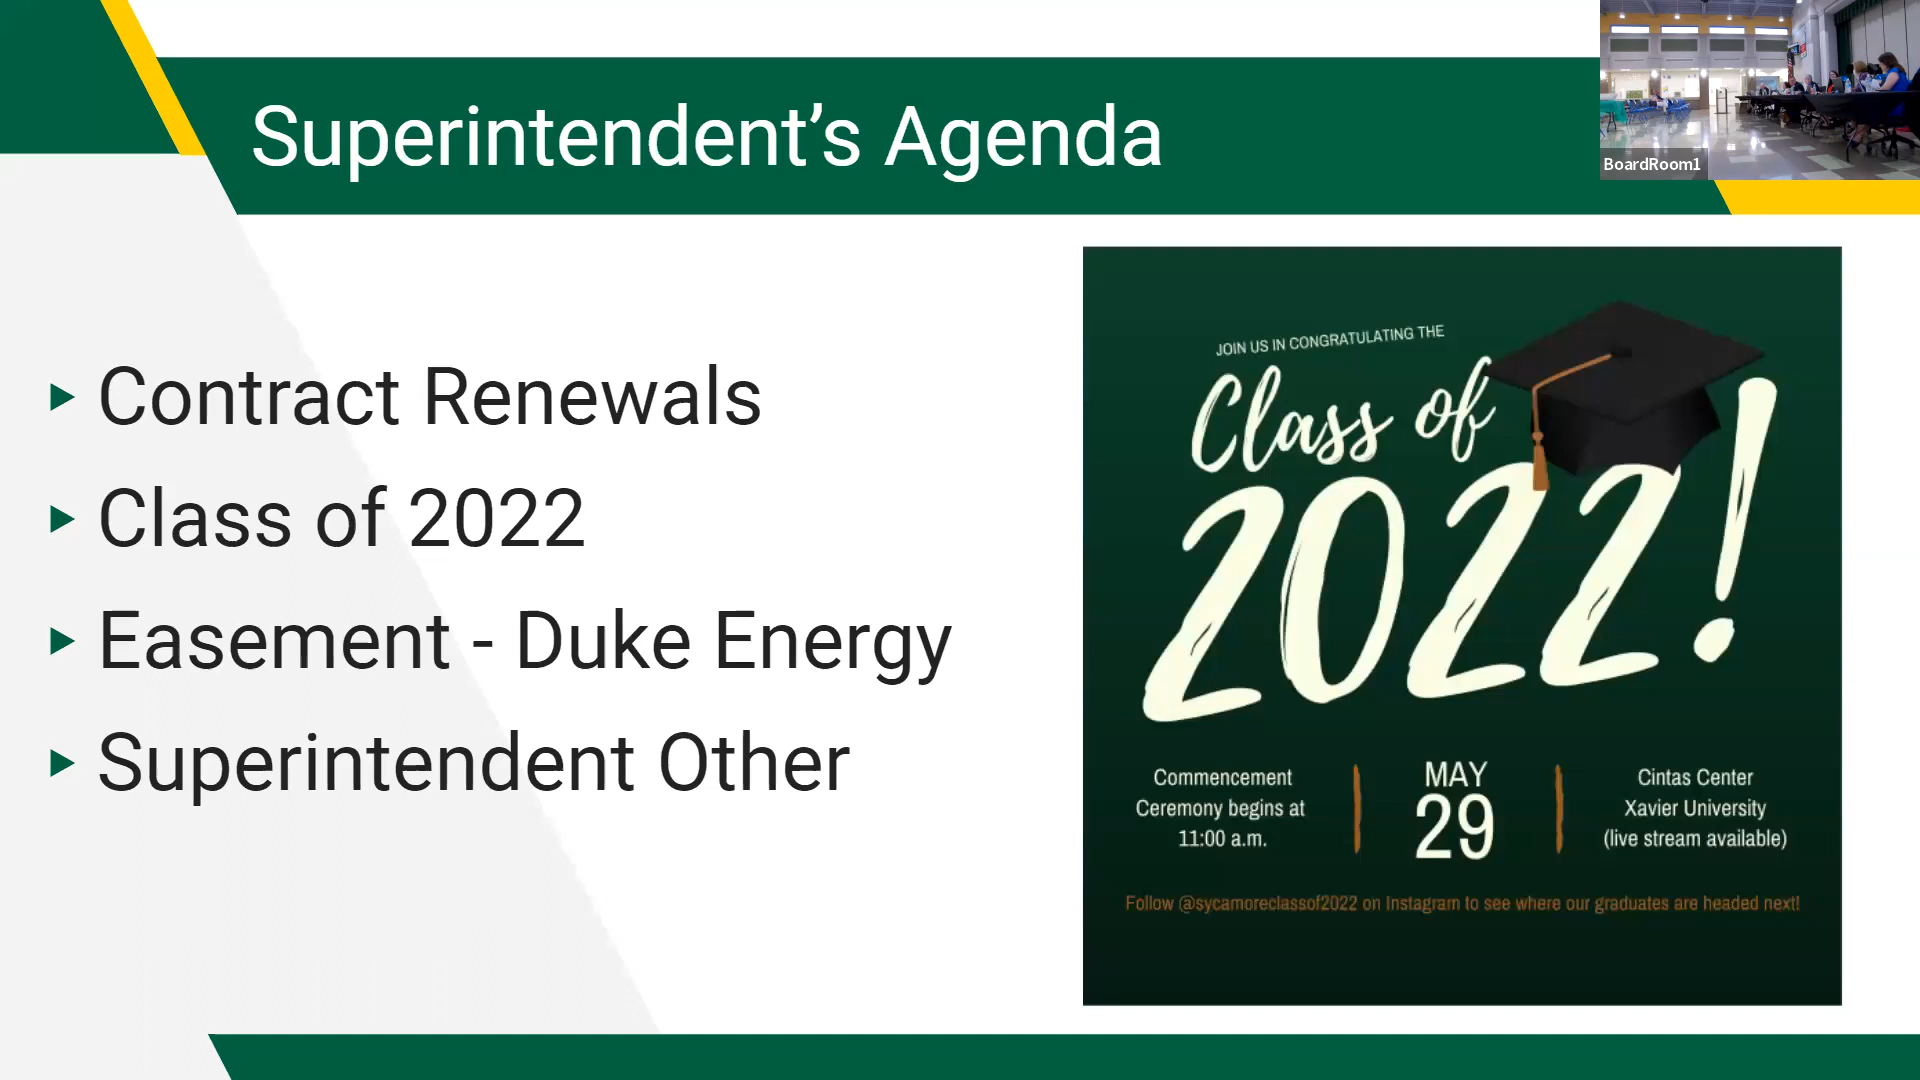 Superintendent’s Agenda
BoardRoom1
Contract Renewals
Class of 2022
Easement - Duke Energy
Superintendent Other
JOIN US IN CONGRATULATING THE
Class of
2022!
Commencement
Ceremony begins at
11:00 a.m.
MAY
29
Cintas Center
Xavier University
(live stream available)
Follow @sycamoreclassof2022 on Instagram to see where our graduates are headed next!